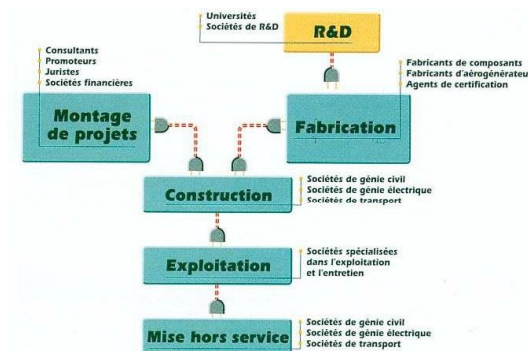 Universités
Sociétés de R&D
R&D
Consultants
Promoteurs
Juristes
Sociétés financières
Montage
de projets
Fabricants de composants
Fabricants d'aérogénérateu
Agents de certification
Fabrication
Construction
Sociétés de génie civil
Sociétés de génie électrique
Sociétés de transport
Exploitation
Sociétés spécialisées
dans l'exploitation
et l'entretien
Mise hors service
Sociétés de génie civil
Sociétés de génie électrique
Sociétés de transport